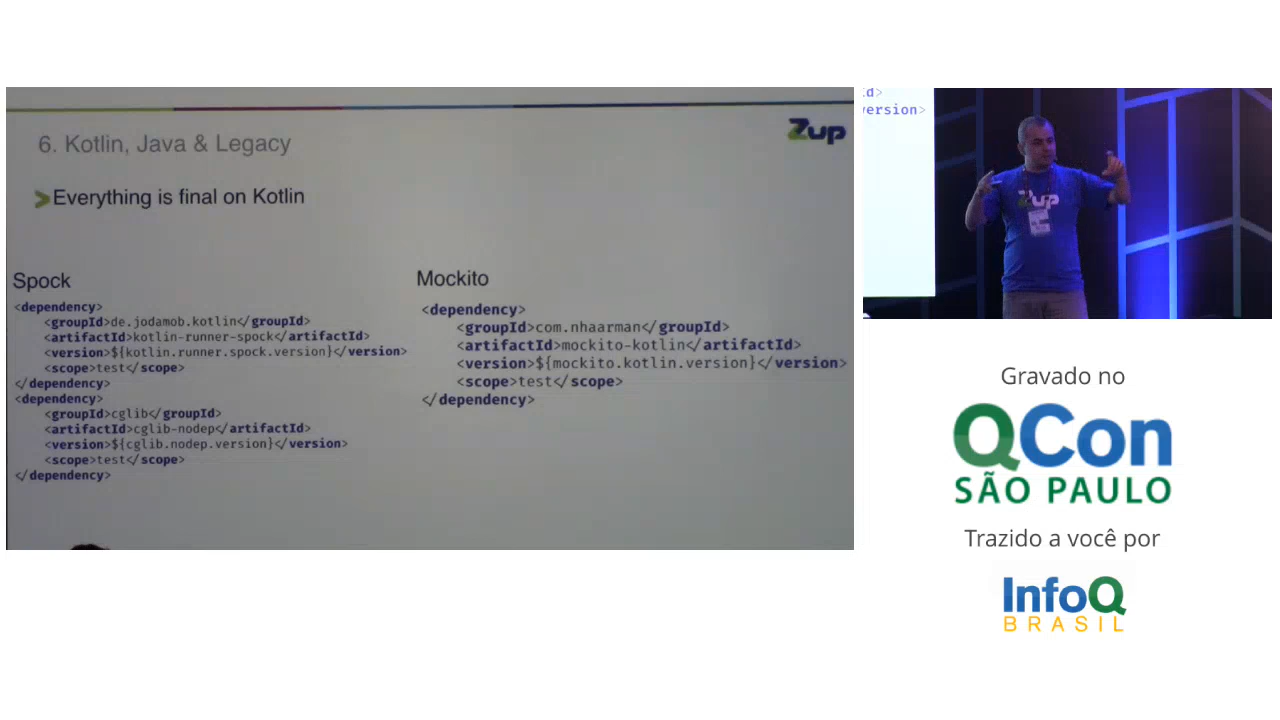 6. Kotlin, Java & Legacy
Zup
Everything is final on Kotlin
Spock
<dependency>
<groupId>de.jodamob.kotlin</groupId>
<artifactId>kotlin-runner-spock</artifactId>
<version>${kotlin.runner.spock.version}</version>
<scope>test</scope>
</dependency>
<dependency>
<groupId>cglib</groupId>
<artifactId>cglib-nodep</artifactId>
<version>${cglib.nodep.version}</version>
<scope>test</scope>
</dependency>
Mockito
<dependency>
<groupId>com.nhaarman</groupId>
<artifactId>mockito-kotlin</artifactId>
<version>${mockito.kotlin.version}</version>
<scope>test</scope>
</dependency>
Id>
version>
Zup
Gravado no
QCon
SÃO PAULO
Trazido a você por
InfoQ
BRASIL